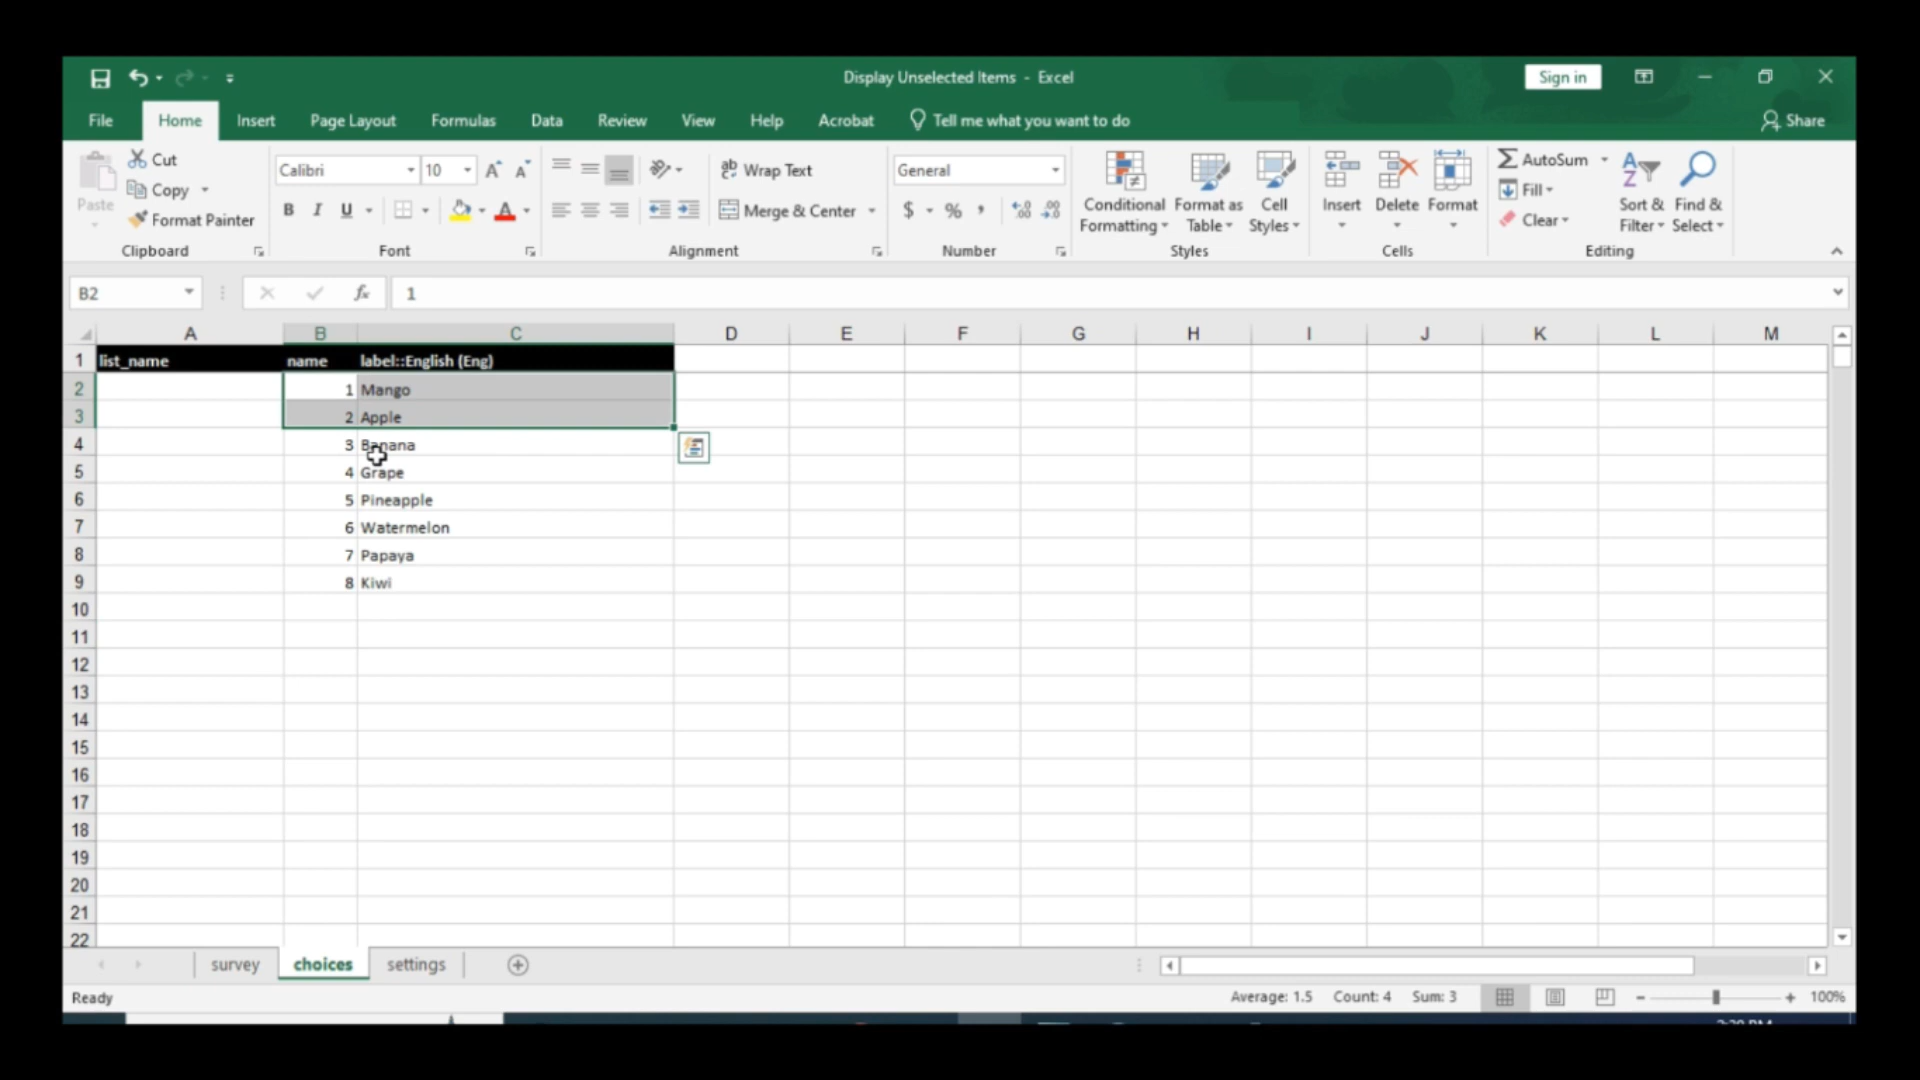 Display Unselected Items - Excel
Sign in
File Home Insert Page Layout Formulas Data Review View Help Acrobat Tell me what you want to do Share
Paste
Cut
Copy
Format Painter
Clipboard
Calibri 10
B I U
Font
Wrap Text
Merge & Center
Alignment
General
$ % ,
Number
Conditional Formatting
Format as Table
Cell Styles
Styles
Insert Delete Format
Cells
AutoSum
Fill
Clear
Sort & Filter
Find & Select
Editing
B2 fx 1
A B C D E F G H I J K L M
1 list_name name label::English (Eng)
2 1 Mango
3 2 Apple
4 3 Banana
5 4 Grape
6 5 Pineapple
7 6 Watermelon
8 7 Papaya
9 8 Kiwi
10
11
12
13
14
15
16
17
18
19
20
21
22
survey choices settings
Ready Average: 1.5 Count: 4 Sum: 3 100%